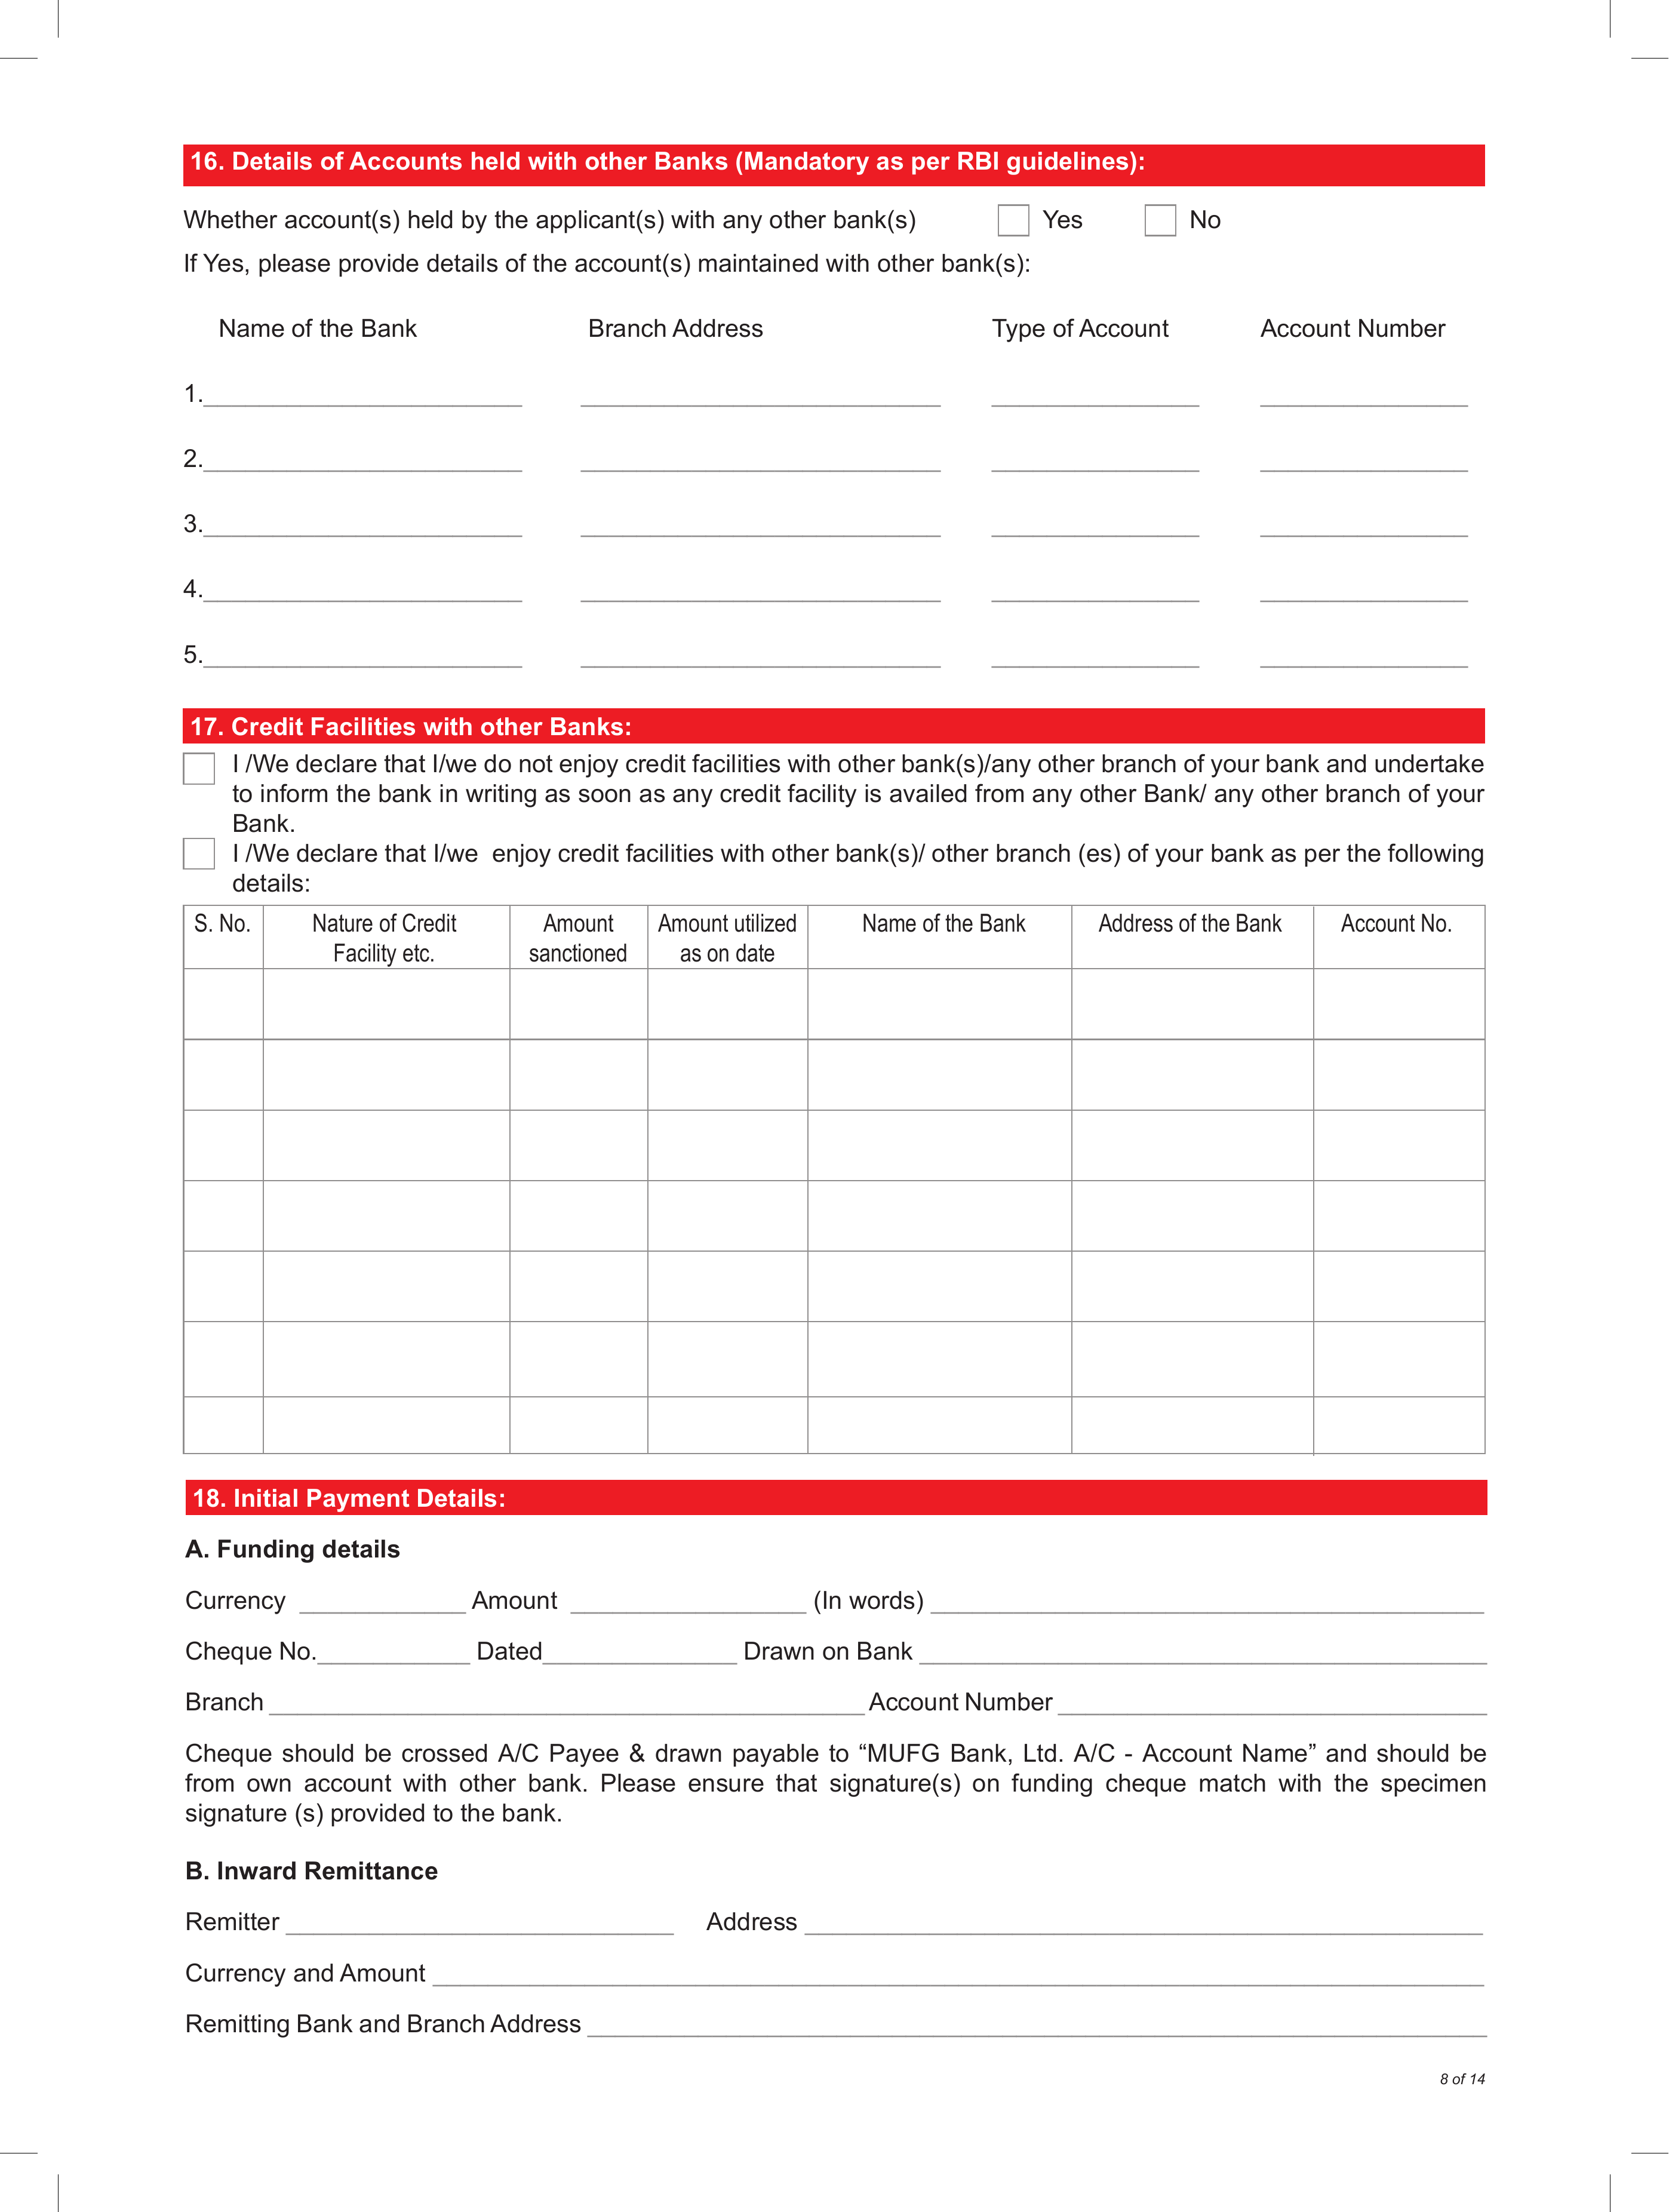 16. Details of Accounts held with other Banks (Mandatory as per RBI guidelines):
Whether account(s) held by the applicant(s) with any other bank(s) Yes No
If Yes, please provide details of the account(s) maintained with other bank(s):
Name of the Bank Branch Address Type of Account Account Number
1.
2.
3.
4.
5.
17. Credit Facilities with other Banks:
I /We declare that I/we do not enjoy credit facilities with other bank(s)/any other branch of your bank and undertake
to inform the bank in writing as soon as any credit facility is availed from any other Bank/ any other branch of your
Bank.
I /We declare that I/we enjoy credit facilities with other bank(s)/ other branch (es) of your bank as per the following
details:
S. No. Nature of Credit Amount Amount utilized Name of the Bank Address of the Bank Account No.
Facility etc. sanctioned as on date
18. Initial Payment Details:
A. Funding details
Currency Amount (In words)
Cheque No. Dated Drawn on Bank
Branch Account Number
Cheque should be crossed A/C Payee & drawn payable to “MUFG Bank, Ltd. A/C - Account Name” and should be
from own account with other bank. Please ensure that signature(s) on funding cheque match with the specimen
signature (s) provided to the bank.
B. Inward Remittance
Remitter Address
Currency and Amount
Remitting Bank and Branch Address
8 of 14